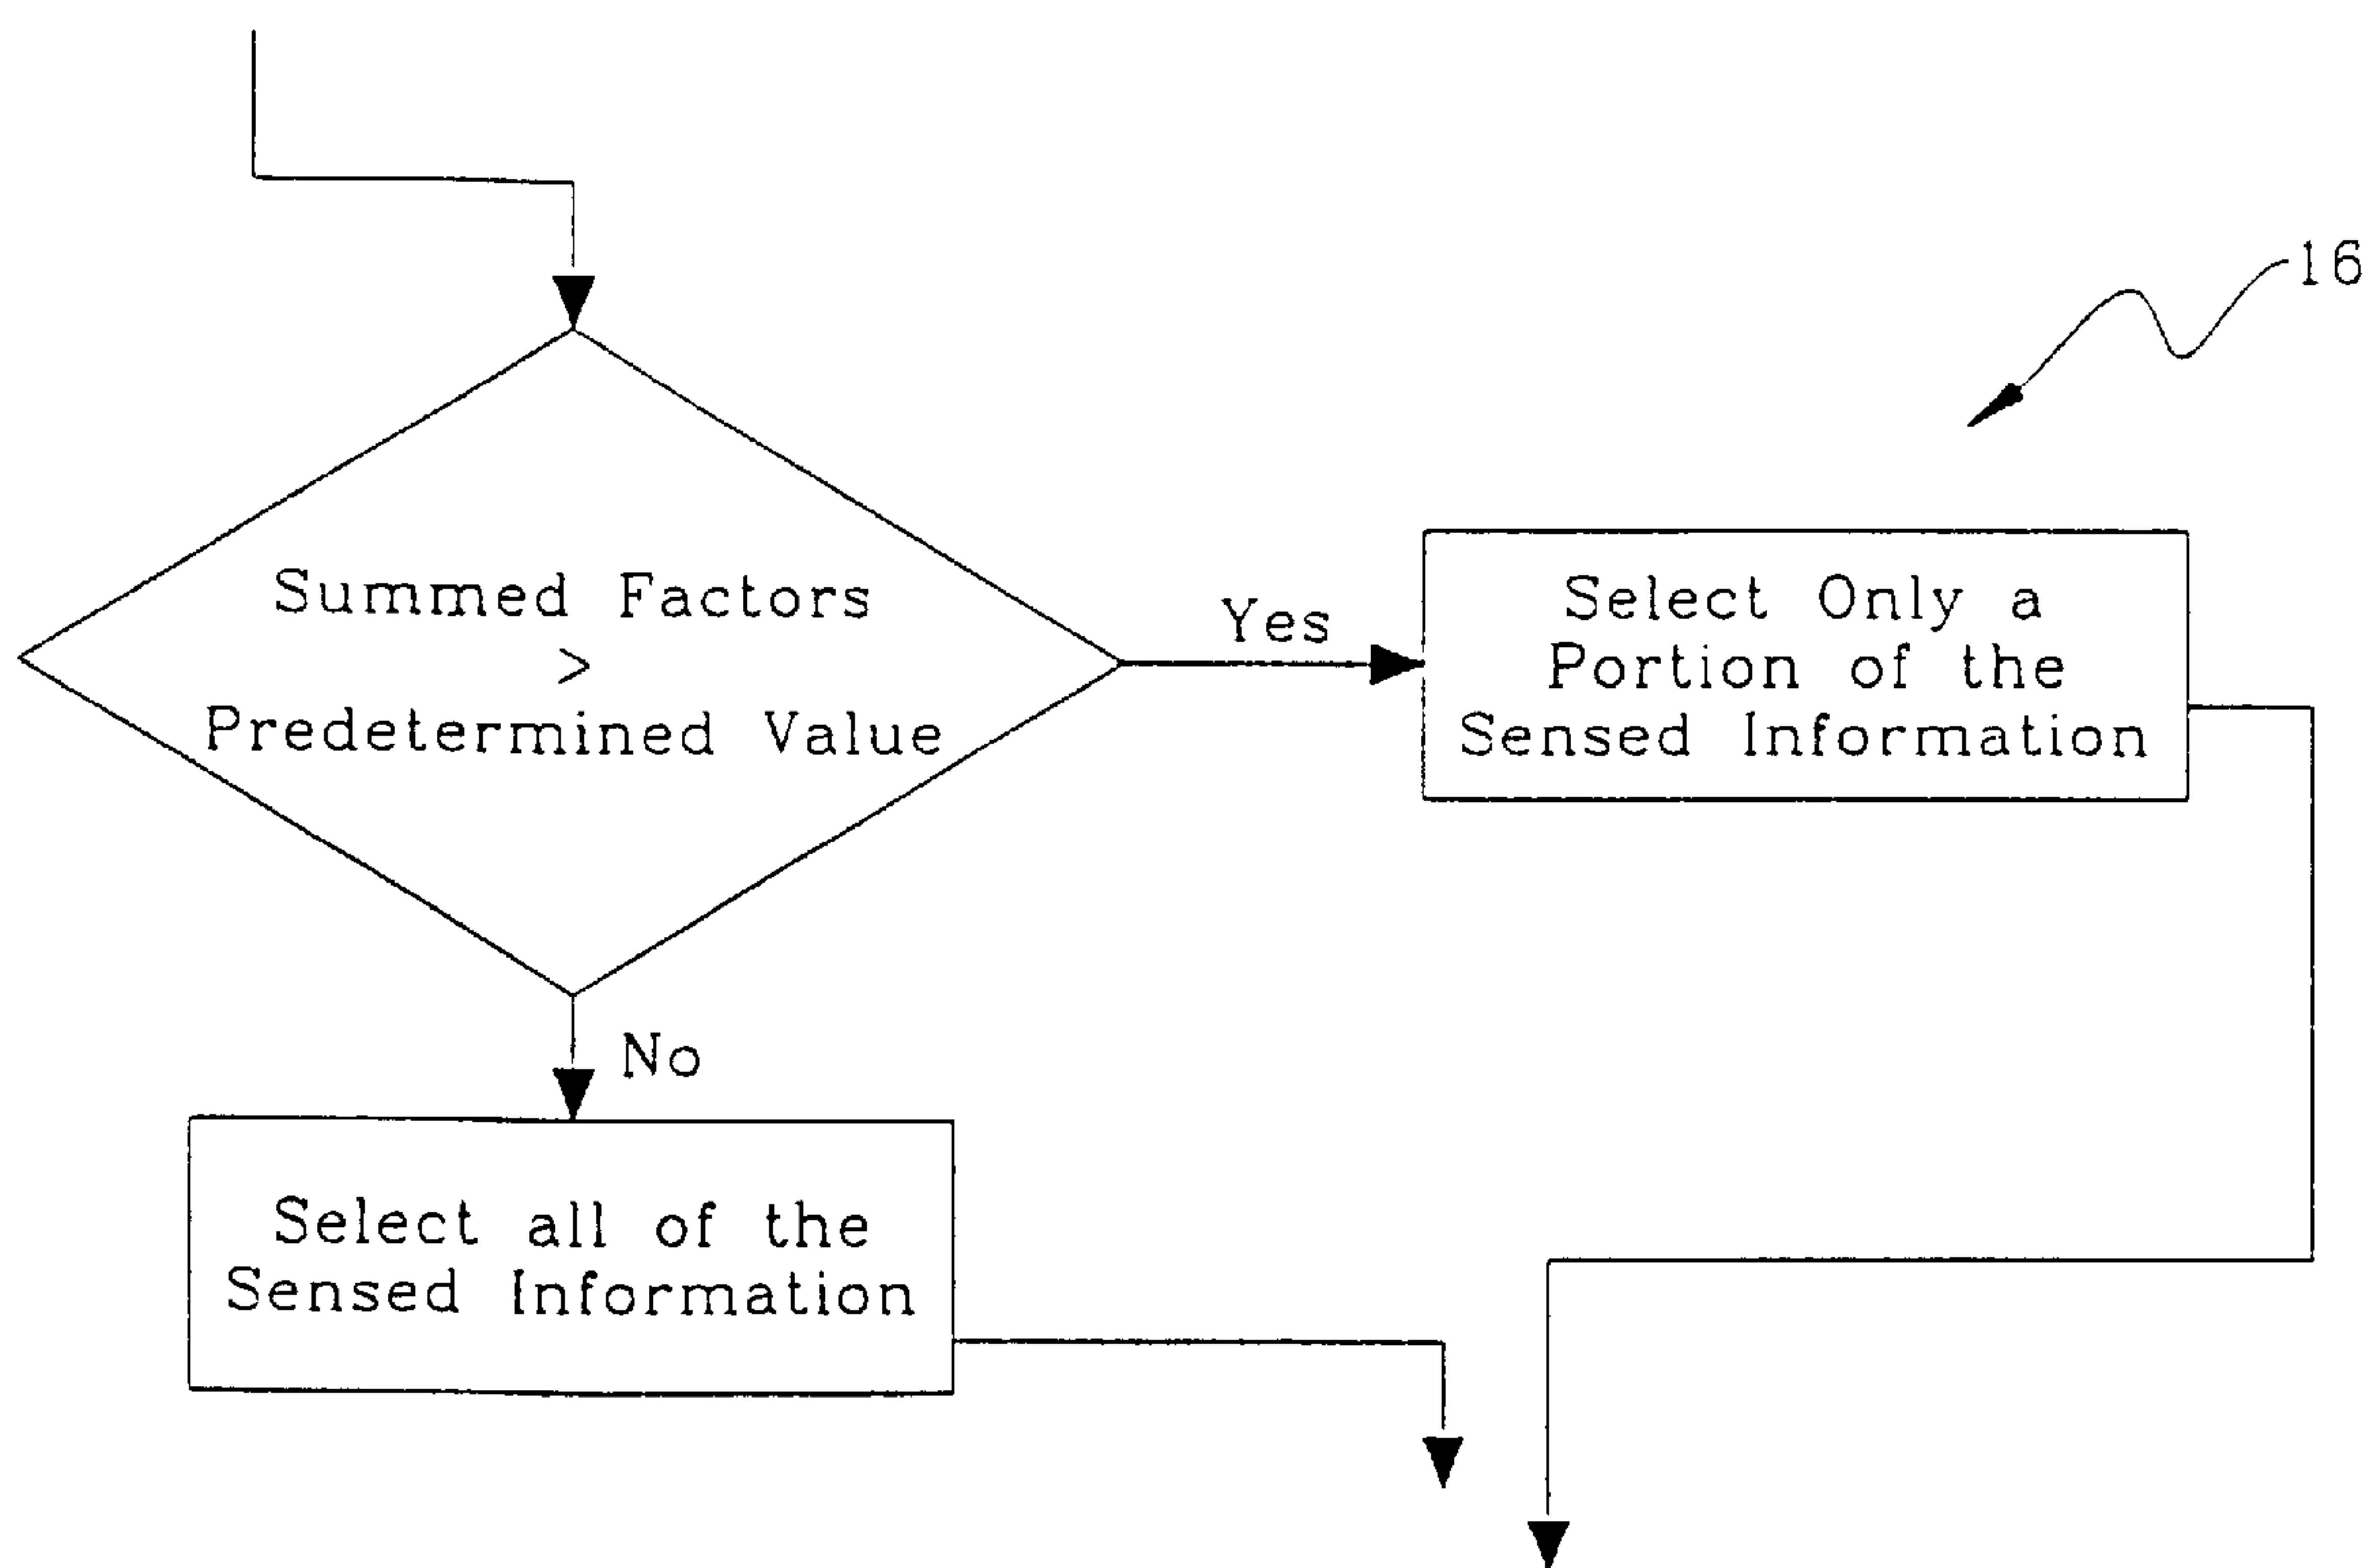 16
Summed Factors
>
Predetermined Value
Yes
Select Only a
Portion of the
Sensed Information
No
Select all of the
Sensed Information